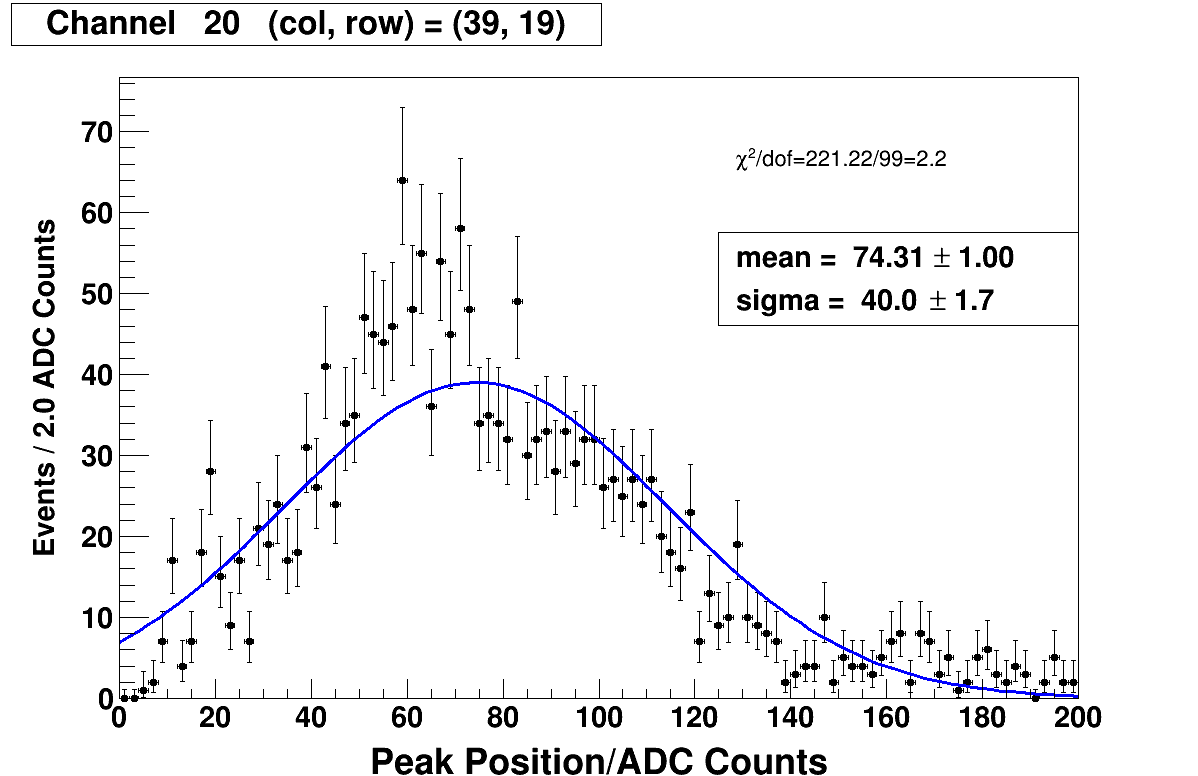 Channel 20 (col, row) = (39, 19)
χ²/dof=221.22/99=2.2
mean = 74.31 ± 1.00
sigma = 40.0 ± 1.7
Events / 2.0 ADC Counts
70
60
50
40
30
20
10
0
0 20 40 60 80 100 120 140 160 180 200
Peak Position/ADC Counts